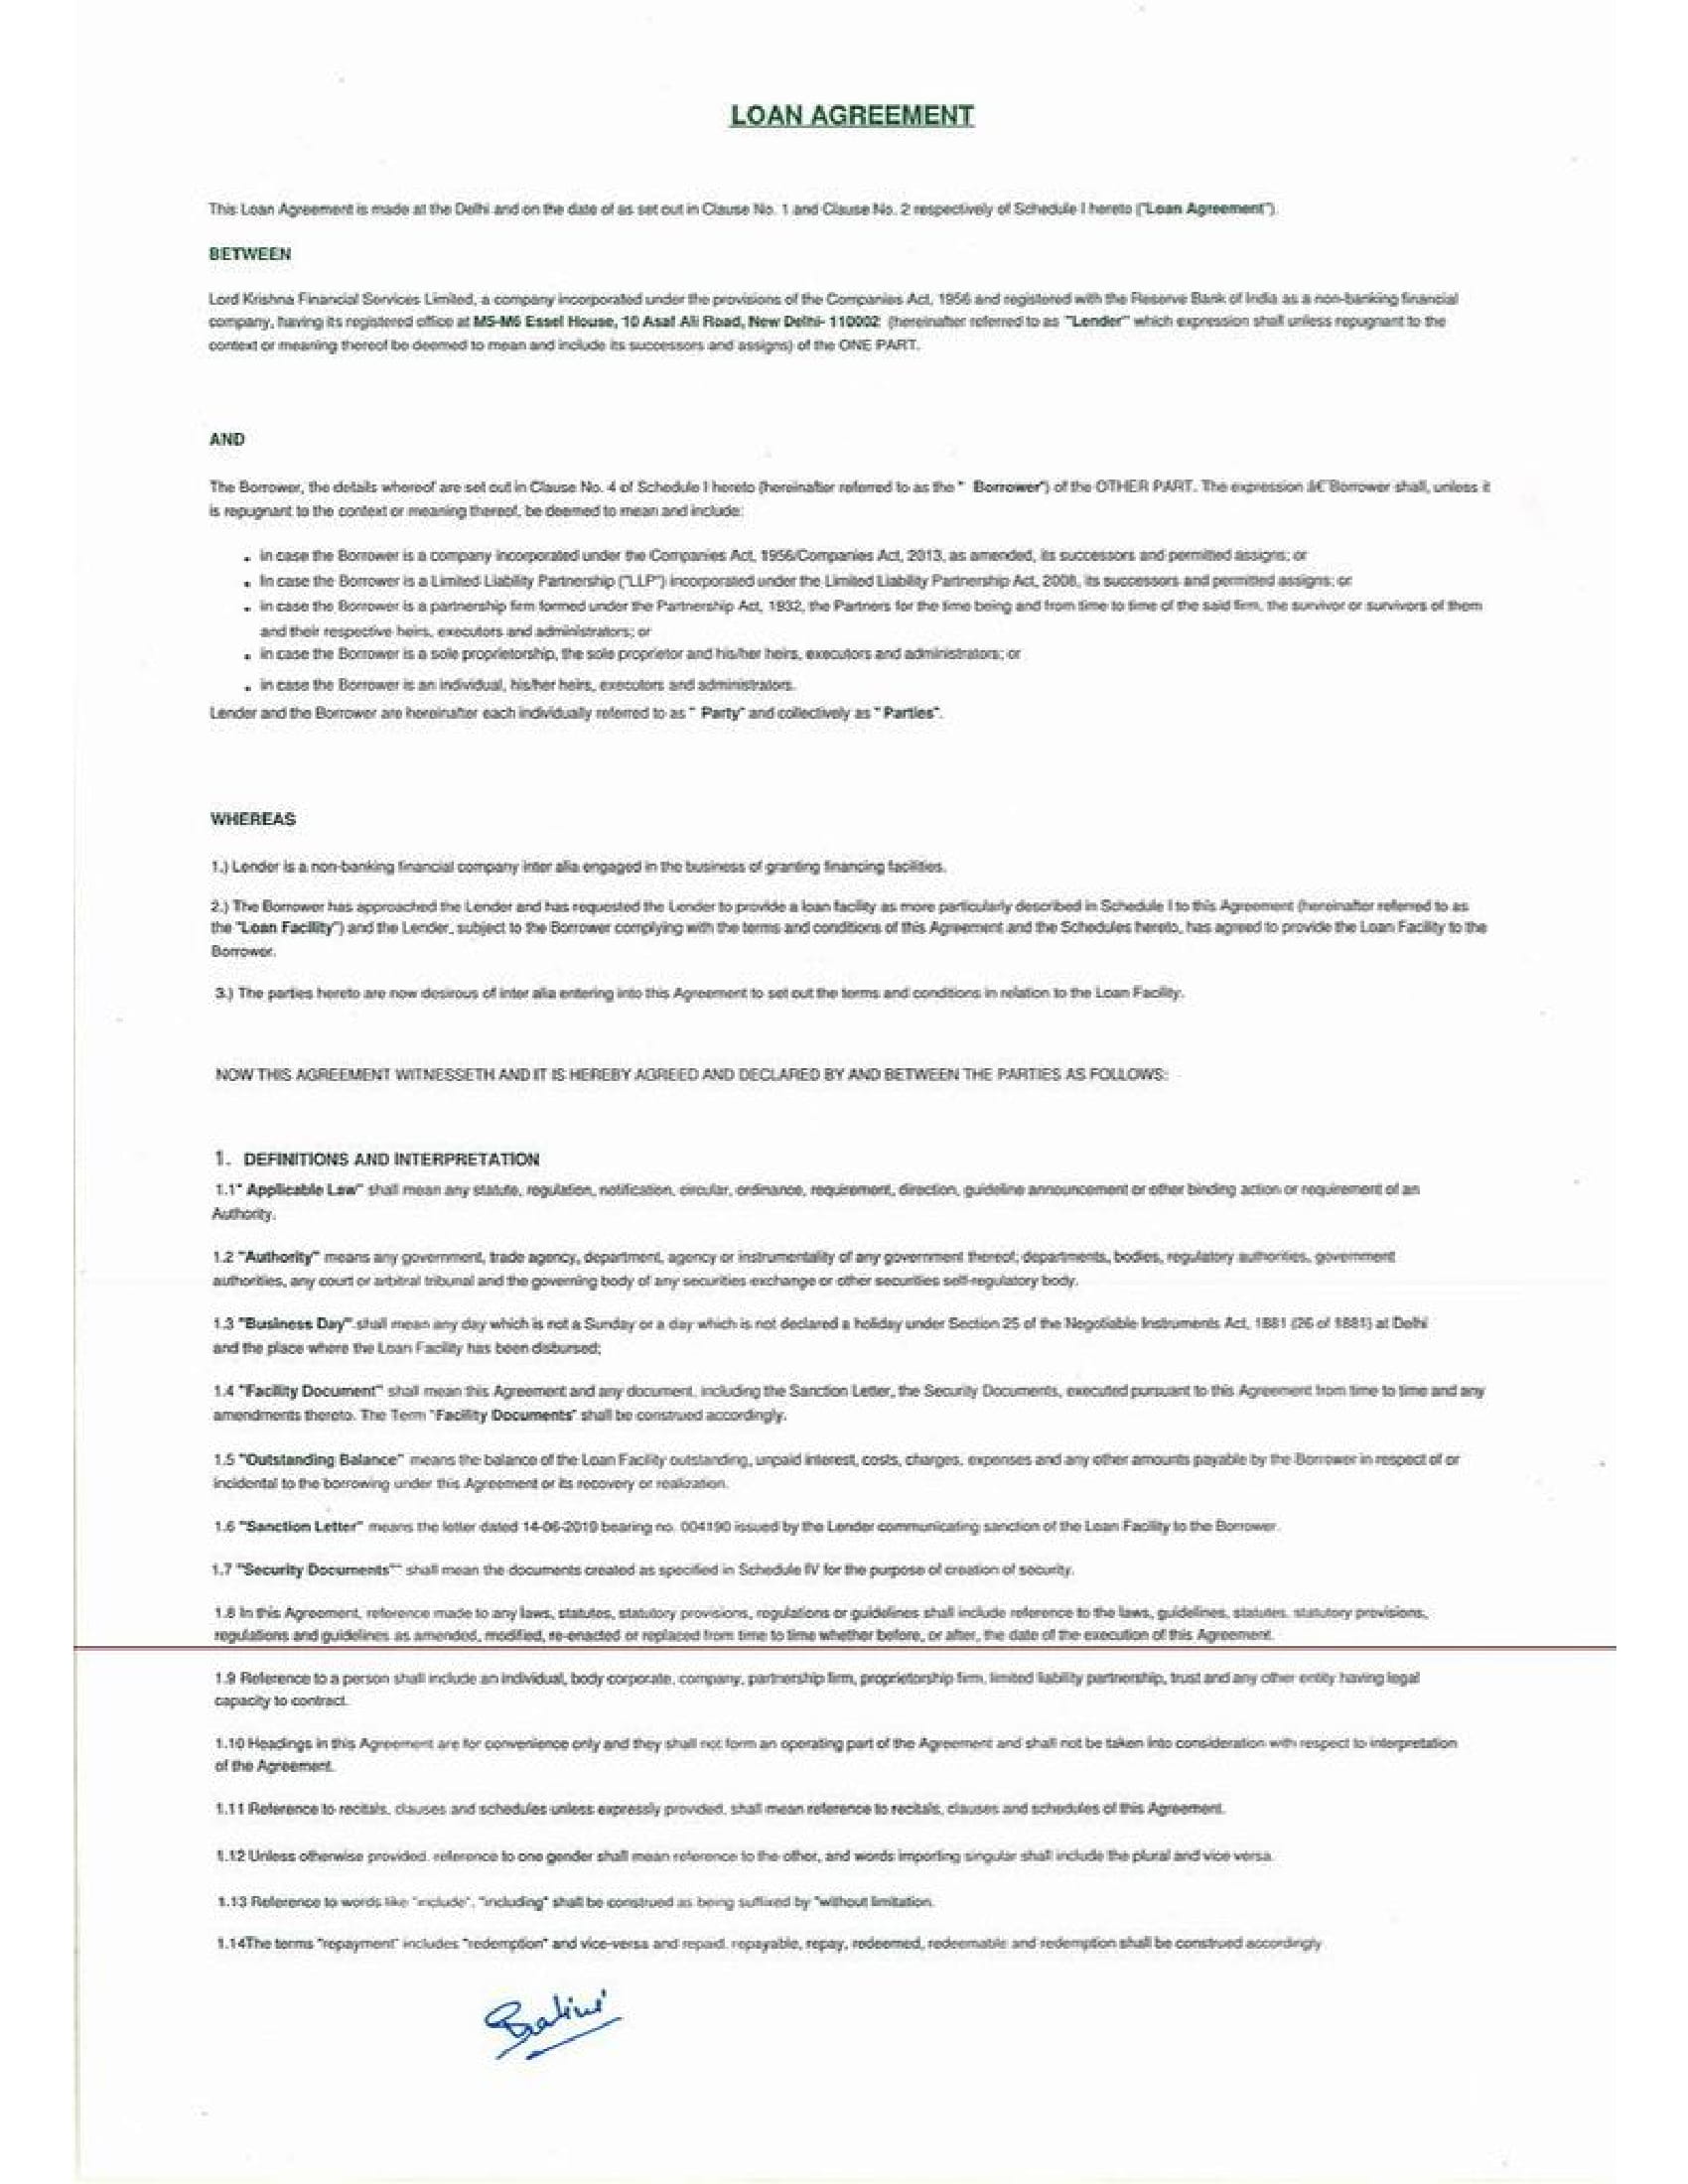 LOAN AGREEMENT
This Loan Agreement is made at the Delhi and on the date of as set out in Clause No. 1 and Clause No. 2 respectively of Schedule I hereto ("Loan Agreement").
BETWEEN
Lord Krishna Financial Services Limited, a company incorporated under the provisions of the Companies Act, 1956 and registered with the Reserve Bank of India as a non-banking financial
company, having its registered office at M5-M6 Essel House, 10 Asaf Ali Road, New Delhi- 110002 (hereinafter referred to as "Lender" which expression shall unless repugnant to the
context or meaning thereof be deemed to mean and include its successors and assigns) of the ONE PART.
AND
The Borrower, the details whereof are set out in Clause No. 4 of Schedule I hereto (hereinafter referred to as the " Borrower") of the OTHER PART. The expression â€˜Borrower shall, unless it
is repugnant to the context or meaning thereof, be deemed to mean and include:
• in case the Borrower is a company incorporated under the Companies Act, 1956/Companies Act, 2013, as amended, its successors and permitted assigns; or
• In case the Borrower is a Limited Liability Partnership ("LLP") incorporated under the Limited Liability Partnership Act, 2008, its successors and permitted assigns; or
• in case the Borrower is a partnership firm formed under the Partnership Act, 1932, the Partners for the time being and from time to time of the said firm, the survivor or survivors of them
and their respective heirs, executors and administrators; or
• in case the Borrower is a sole proprietorship, the sole proprietor and his/her heirs, executors and administrators; or
• in case the Borrower is an individual, his/her heirs, executors and administrators.
Lender and the Borrower are hereinafter each individually referred to as " Party" and collectively as " Parties".
WHEREAS
1.) Lender is a non-banking financial company inter alia engaged in the business of granting financing facilities.
2.) The Borrower has approached the Lender and has requested the Lender to provide a loan facility as more particularly described in Schedule I to this Agreement (hereinafter referred to as
the "Loan Facility") and the Lender, subject to the Borrower complying with the terms and conditions of this Agreement and the Schedules hereto, has agreed to provide the Loan Facility to the
Borrower.
3.) The parties hereto are now desirous of inter alia entering into this Agreement to set out the terms and conditions in relation to the Loan Facility.
NOW THIS AGREEMENT WITNESSETH AND IT IS HEREBY AGREED AND DECLARED BY AND BETWEEN THE PARTIES AS FOLLOWS:
1. DEFINITIONS AND INTERPRETATION
1.1" Applicable Law" shall mean any statute, regulation, notification, circular, ordinance, requirement, direction, guideline announcement or other binding action or requirement of an
Authority.
1.2 "Authority" means any government, trade agency, department, agency or instrumentality of any government thereof; departments, bodies, regulatory authorities, government
authorities, any court or arbitral tribunal and the governing body of any securities exchange or other securities self-regulatory body.
1.3 "Business Day" shall mean any day which is not a Sunday or a day which is not declared a holiday under Section 25 of the Negotiable Instruments Act, 1881 (26 of 1881) at Delhi
and the place where the Loan Facility has been disbursed;
1.4 "Facility Document" shall mean this Agreement and any document, including the Sanction Letter, the Security Documents, executed pursuant to this Agreement from time to time and any
amendments thereto. The Term "Facility Documents" shall be construed accordingly.
1.5 "Outstanding Balance" means the balance of the Loan Facility outstanding, unpaid interest, costs, charges, expenses and any other amounts payable by the Borrower in respect of or
incidental to the borrowing under this Agreement or its recovery or realization.
1.6 "Sanction Letter" means the letter dated 14-06-2019 bearing no. 004190 issued by the Lender communicating sanction of the Loan Facility to the Borrower.
1.7 "Security Documents"" shall mean the documents created as specified in Schedule IV for the purpose of creation of security.
1.8 In this Agreement, reference made to any laws, statutes, statutory provisions, regulations or guidelines shall include reference to the laws, guidelines, statutes, statutory provisions,
regulations and guidelines as amended, modified, re-enacted or replaced from time to time whether before, or after, the date of the execution of this Agreement.
1.9 Reference to a person shall include an individual, body corporate, company, partnership firm, proprietorship firm, limited liability partnership, trust and any other entity having legal
capacity to contract.
1.10 Headings in this Agreement are for convenience only and they shall not form an operating part of the Agreement and shall not be taken into consideration with respect to interpretation
of the Agreement.
1.11 Reference to recitals, clauses and schedules unless expressly provided, shall mean reference to recitals, clauses and schedules of this Agreement.
1.12 Unless otherwise provided, reference to one gender shall mean reference to the other, and words importing singular shall include the plural and vice versa.
1.13 Reference to words like "include", "including" shall be construed as being suffixed by "without limitation.
1.14The terms "repayment" includes "redemption" and vice-versa and repaid, repayable, repay, redeemed, redeemable and redemption shall be construed accordingly